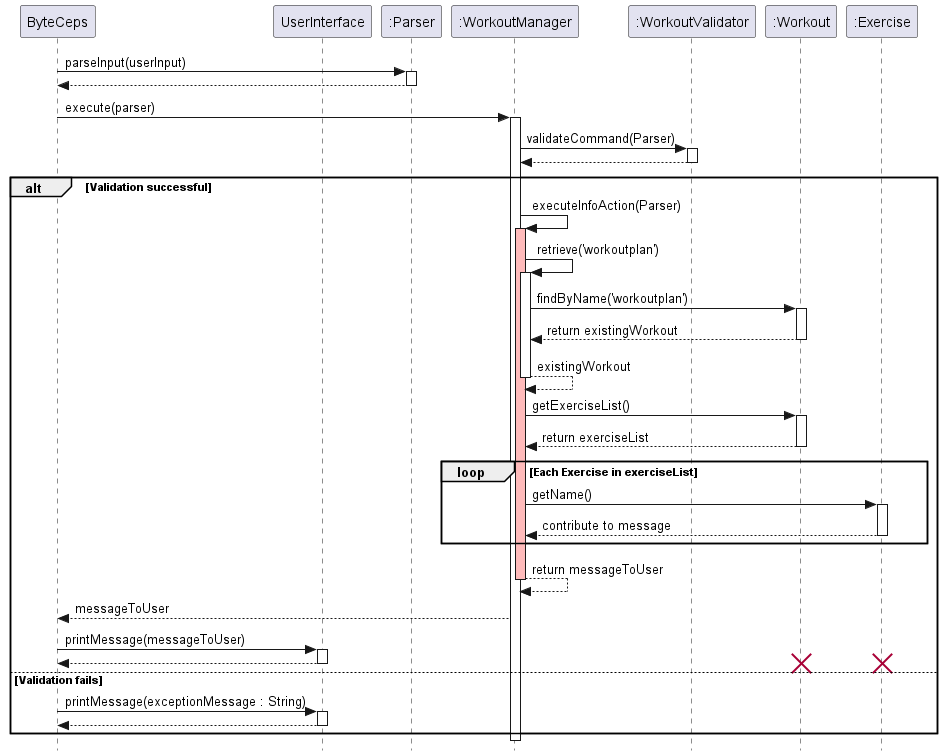 ByteCeps
UserInterface
:Parser
:WorkoutManager
:WorkoutValidator
:Workout
:Exercise
parseInput(userInput)
execute(parser)
validateCommand(Parser)
alt
[Validation successful]
executeInfoAction(Parser)
retrieve('workoutplan')
findByName('workoutplan')
return existingWorkout
existingWorkout
getExerciseList()
return exerciseList
loop
[Each Exercise in exerciseList]
getName()
contribute to message
return messageToUser
messageToUser
printMessage(messageToUser)
[Validation fails]
printMessage(exceptionMessage : String)